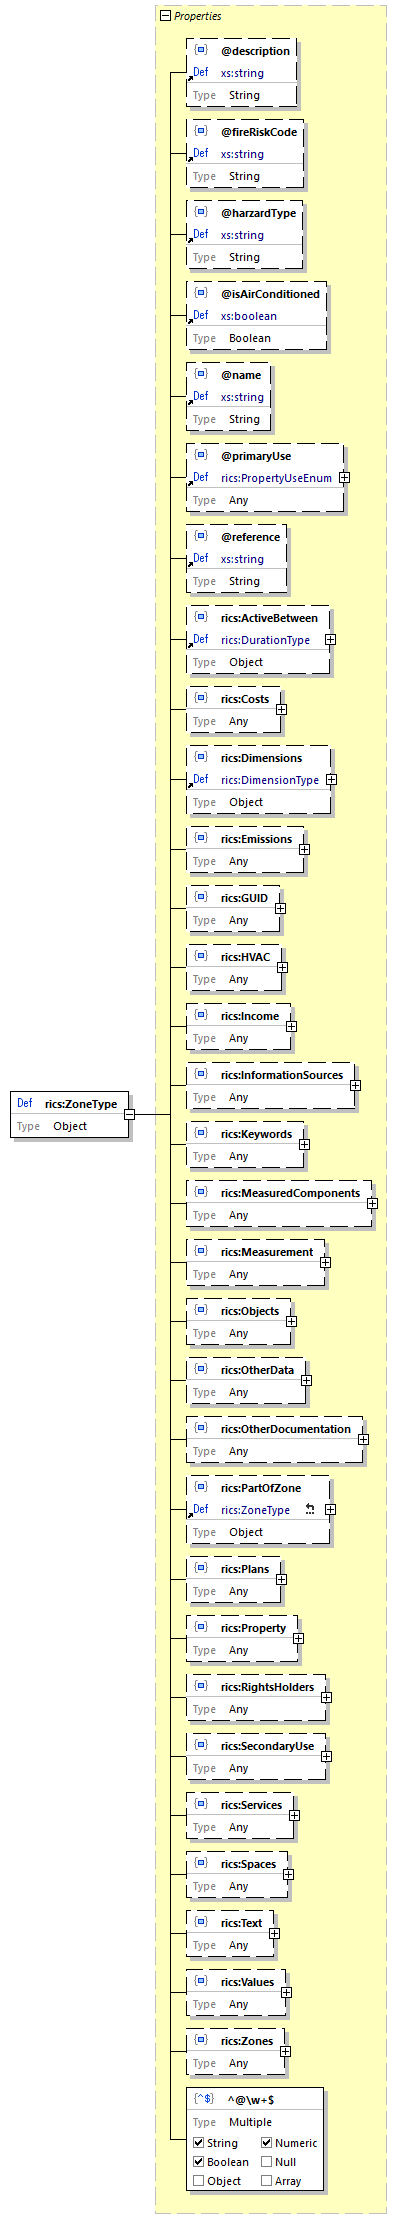 Properties
@description
Def xs:string
Type String
@fireRiskCode
Def xs:string
Type String
@harzardType
Def xs:string
Type String
@isAirConditioned
Def xs:boolean
Type Boolean
@name
Def xs:string
Type String
@primaryUse
Def rics:PropertyUseEnum
Type Any
@reference
Def xs:string
Type String
rics:ActiveBetween
Def rics:DurationType
Type Object
rics:Costs
Type Any
rics:Dimensions
Def rics:DimensionType
Type Object
rics:Emissions
Type Any
rics:GUID
Type Any
rics:HVAC
Type Any
rics:Income
Type Any
rics:InformationSources
Type Any
Def rics:ZoneType
Type Object
rics:Keywords
Type Any
rics:MeasuredComponents
Type Any
rics:Measurement
Type Any
rics:Objects
Type Any
rics:OtherData
Type Any
rics:OtherDocumentation
Type Any
rics:PartOfZone
Def rics:ZoneType
Type Object
rics:Plans
Type Any
rics:Property
Type Any
rics:RightsHolders
Type Any
rics:SecondaryUse
Type Any
rics:Services
Type Any
rics:Spaces
Type Any
rics:Text
Type Any
rics:Values
Type Any
rics:Zones
Type Any
{^$} ^@\w+$
Type Multiple
String Numeric
Boolean Null
Object Array